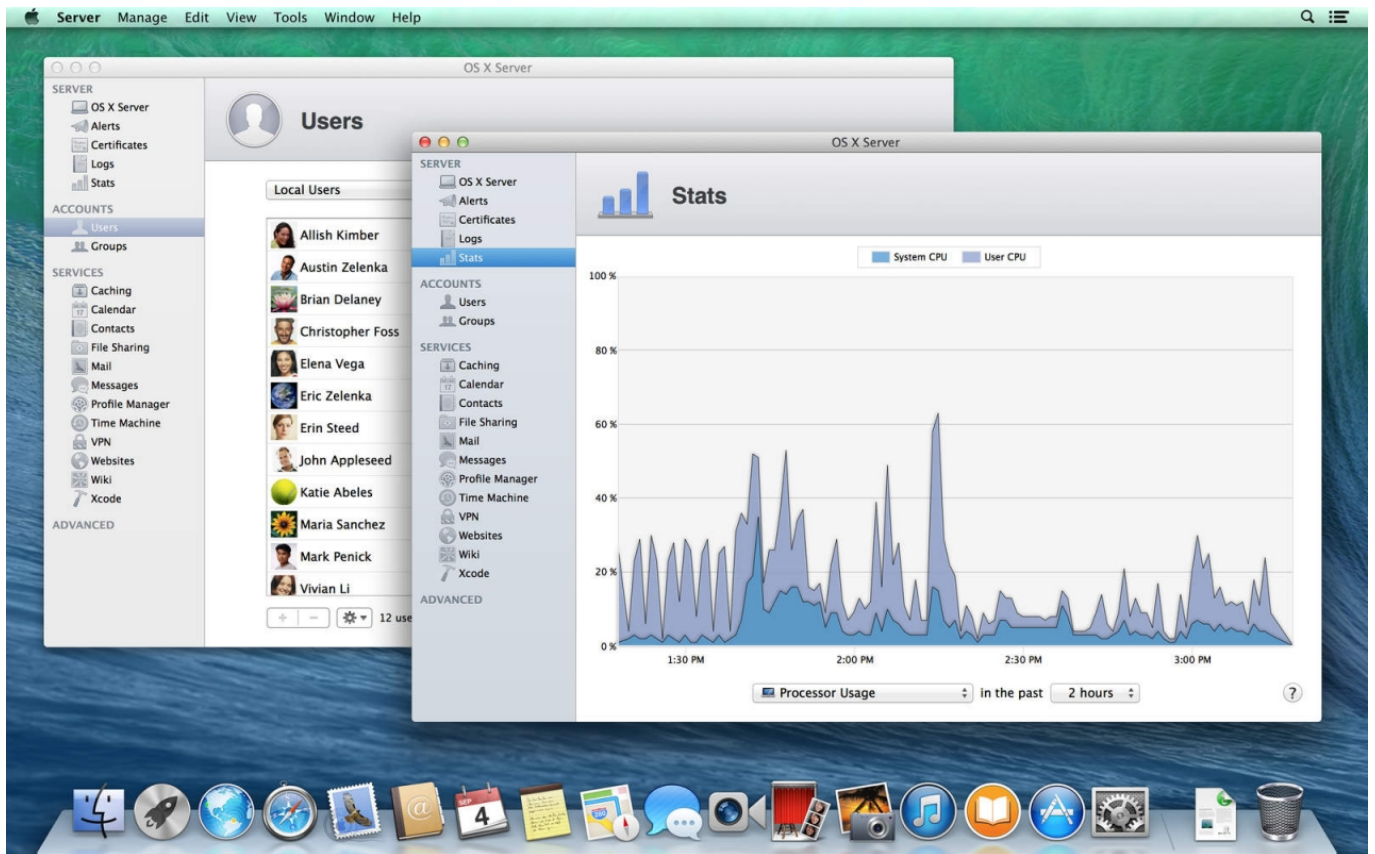 Server Manage Edit View Tools Window Help
OS X Server
SERVER
OS X Server
Alerts
Certificates
Logs
Stats
ACCOUNTS
Users
Groups
SERVICES
Caching
Calendar
Contacts
File Sharing
Mail
Messages
Profile Manager
Time Machine
VPN
Websites
Wiki
Xcode
ADVANCED
Users
Local Users
Allish Kimber
Austin Zelenka
Brian Delaney
Christopher Foss
Elena Vega
Eric Zelenka
Erin Steed
John Appleseed
Katie Abeles
Maria Sanchez
Mark Penick
Vivian Li
12 use
OS X Server
SERVER
OS X Server
Alerts
Certificates
Logs
Stats
ACCOUNTS
Users
Groups
SERVICES
Caching
Calendar
Contacts
File Sharing
Mail
Messages
Profile Manager
Time Machine
VPN
Websites
Wiki
Xcode
ADVANCED
Stats
System CPU User CPU
100 %
80 %
60 %
40 %
20 %
0 %
1:30 PM 2:00 PM 2:30 PM 3:00 PM
Processor Usage in the past 2 hours ?
SEP
4